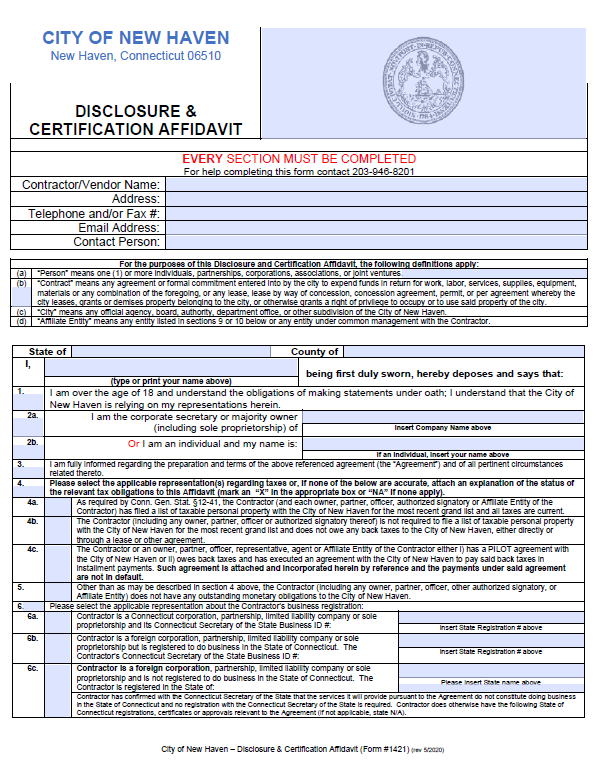 CITY OF NEW HAVEN
New Haven, Connecticut 06510
DISCLOSURE &
CERTIFICATION AFFIDAVIT
EVERY SECTION MUST BE COMPLETED
For help completing this form contact 203-946-8201
Contractor/Vendor Name:
Address:
Telephone and/or Fax #:
Email Address:
Contact Person:
For the purposes of this Disclosure and Certification Affidavit, the following definitions apply:
(a) "Person" means one (1) or more individuals, partnerships, corporations, associations, or joint ventures.
(b) "Contract" means any agreement or formal commitment entered into by the city to expend funds in return for work, labor, services, supplies, equipment,
materials or any combination of the foregoing, or any lease, lease by way of concession, concession agreement, permit, or per agreement whereby the
city leases, grants or demises property belonging to the city, or otherwise grants a right of privilege to occupy or to use said property of the city.
(c) "City" means any official agency, board, authority, department office, or other subdivision of the City of New Haven.
(d) "Affiliate Entity" means any entity listed in sections 9 or 10 below or any entity under common management with the Contractor.
State of County of
I,
being first duly sworn, hereby deposes and says that:
(type or print your name above)
1. I am over the age of 18 and understand the obligations of making statements under oath; I understand that the City of
New Haven is relying on my representations herein.
2a. I am the corporate secretary or majority owner
(including sole proprietorship) of
Insert Company Name above
2b. Or I am an individual and my name is:
If an individual, insert your name above
3. I am fully informed regarding the preparation and terms of the above referenced agreement (the "Agreement") and of all pertinent circumstances
related thereto.
4. Please select the applicable representation(s) regarding taxes or, if none of the below are accurate, attach an explanation of the status of
the relevant tax obligations to this Affidavit (mark an "X" in the appropriate box or "NA" if none apply).
4a. As required by Conn. Gen. Stat. §12-41, the Contractor (and each owner, partner, officer, authorized signatory or Affiliate Entity of the
Contractor) has filed a list of taxable personal property with the City of New Haven for the most recent grand list and all taxes are current.
4b. The Contractor (including any owner, partner, officer or authorized signatory thereof) is not required to file a list of taxable personal property
with the City of New Haven for the most recent grand list and does not owe any back taxes to the City of New Haven, either directly or
through a lease or other agreement.
4c. The Contractor or an owner, partner, officer, representative, agent or Affiliate Entity of the Contractor either i) has a PILOT agreement with
the City of New Haven or ii) owes back taxes and has executed an agreement with the City of New Haven to pay said back taxes in
installment payments. Such agreement is attached and incorporated herein by reference and the payments under said agreement
are not in default.
5. Other than as may be described in section 4 above, the Contractor (including any owner, partner, officer, other authorized signatory, or
Affiliate Entity) does not have any outstanding monetary obligations to the City of New Haven.
6. Please select the applicable representation about the Contractor's business registration:
6a. Contractor is a Connecticut corporation, partnership, limited liability company or sole
proprietorship and its Connecticut Secretary of the State Business ID #:
Insert State Registration # above
6b. Contractor is a foreign corporation, partnership, limited liability company or sole
proprietorship but is registered to do business in the State of Connecticut. The
Contractor's Connecticut Secretary of the State Business ID #:
Insert State Registration # above
6c. Contractor is a foreign corporation, partnership, limited liability company or sole
proprietorship and is not registered to do business in the State of Connecticut. The
Contractor is registered in the State of:
Please insert State name above
Contractor has confirmed with the Connecticut Secretary of the State that the services it will provide pursuant to the Agreement do not constitute doing business
in the State of Connecticut and no registration with the Connecticut Secretary of the State is required. Contractor does otherwise have the following State of
Connecticut registrations, certificates or approvals relevant to the Agreement (if not applicable, state N/A).
City of New Haven – Disclosure & Certification Affidavit (Form #1421) (rev 5/2020)